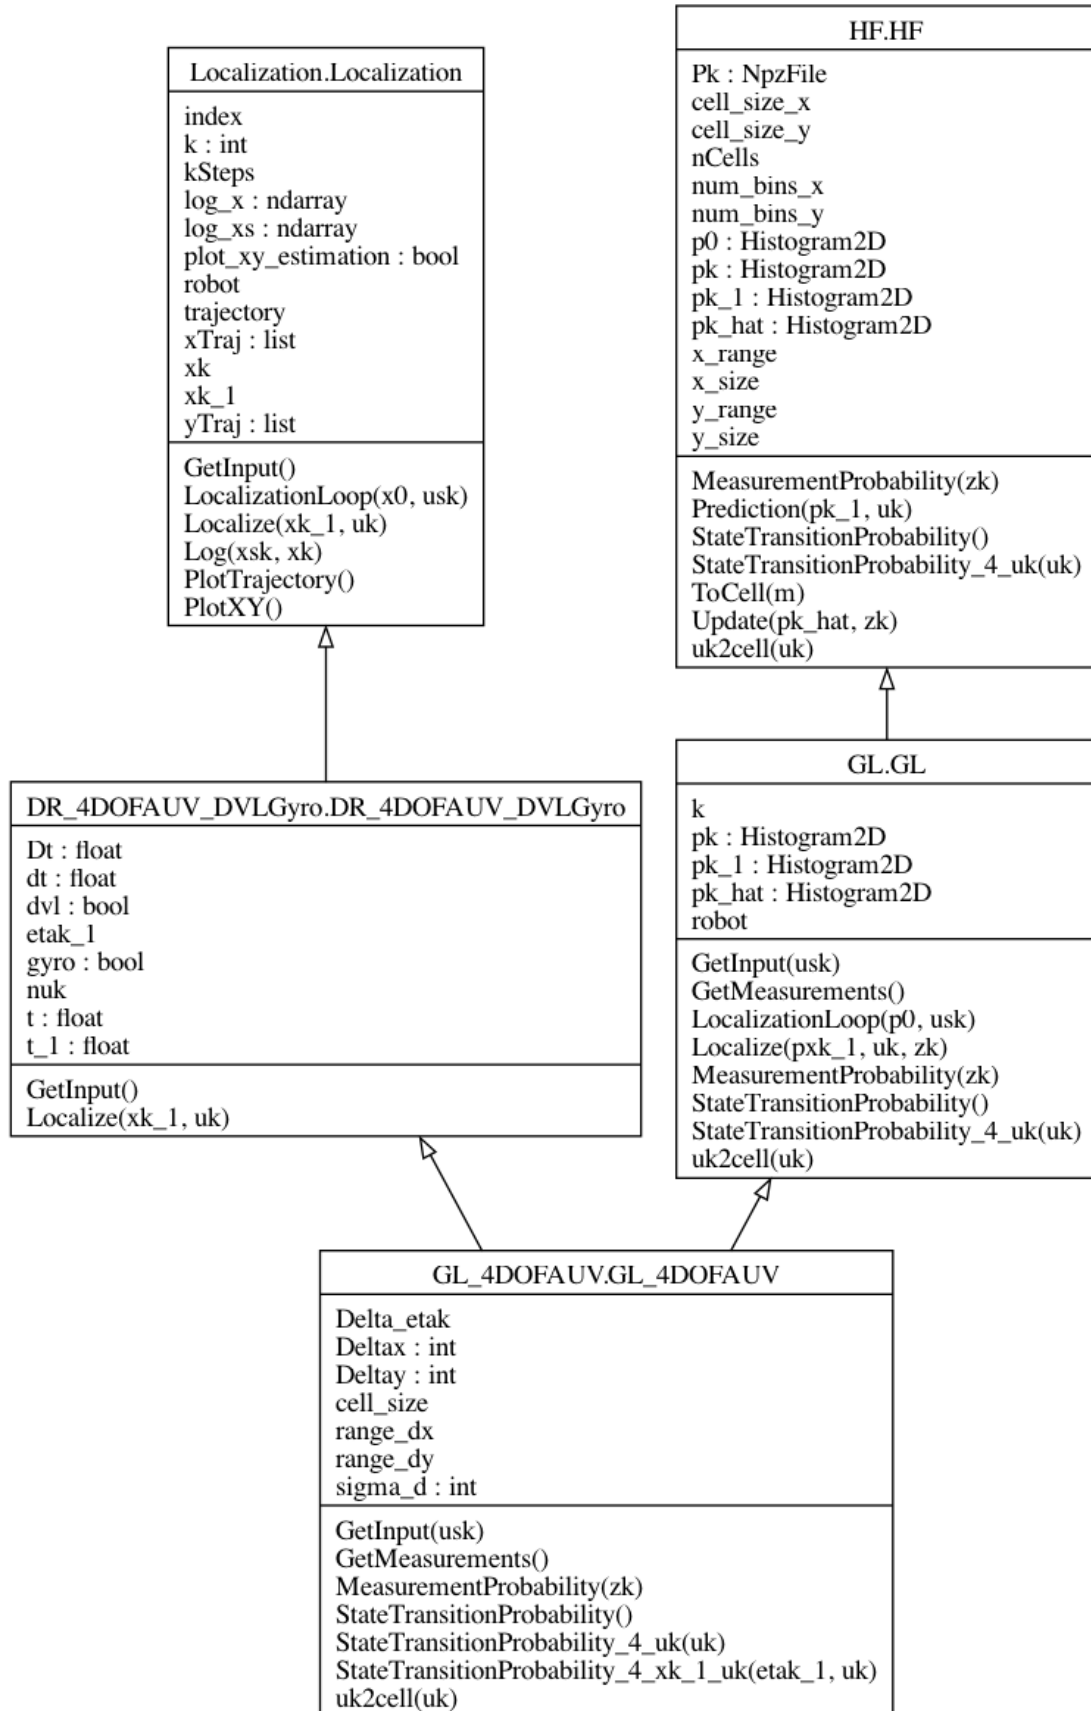 Localization.Localization
index
k : int
kSteps
log_x : ndarray
log_xs : ndarray
plot_xy_estimation : bool
robot
trajectory
xTraj : list
xk
xk_1
yTraj : list
GetInput()
LocalizationLoop(x0, usk)
Localize(xk_1, uk)
Log(xsk, xk)
PlotTrajectory()
PlotXY()
HF.HF
Pk : NpzFile
cell_size_x
cell_size_y
nCells
num_bins_x
num_bins_y
p0 : Histogram2D
pk : Histogram2D
pk_1 : Histogram2D
pk_hat : Histogram2D
x_range
x_size
y_range
y_size
MeasurementProbability(zk)
Prediction(pk_1, uk)
StateTransitionProbability()
StateTransitionProbability_4_uk(uk)
ToCell(m)
Update(pk_hat, zk)
uk2cell(uk)
DR_4DOFAUV_DVLGyro.DR_4DOFAUV_DVLGyro
Dt : float
dt : float
dvl : bool
etak_1
gyro : bool
nuk
t : float
t_1 : float
GetInput()
Localize(xk_1, uk)
GL.GL
k
pk : Histogram2D
pk_1 : Histogram2D
pk_hat : Histogram2D
robot
GetInput(usk)
GetMeasurements()
LocalizationLoop(p0, usk)
Localize(pxk_1, uk, zk)
MeasurementProbability(zk)
StateTransitionProbability()
StateTransitionProbability_4_uk(uk)
uk2cell(uk)
GL_4DOFAUV.GL_4DOFAUV
Delta_etak
Deltax : int
Deltay : int
cell_size
range_dx
range_dy
sigma_d : int
GetInput(usk)
GetMeasurements()
MeasurementProbability(zk)
StateTransitionProbability()
StateTransitionProbability_4_uk(uk)
StateTransitionProbability_4_xk_1_uk(etak_1, uk)
uk2cell(uk)